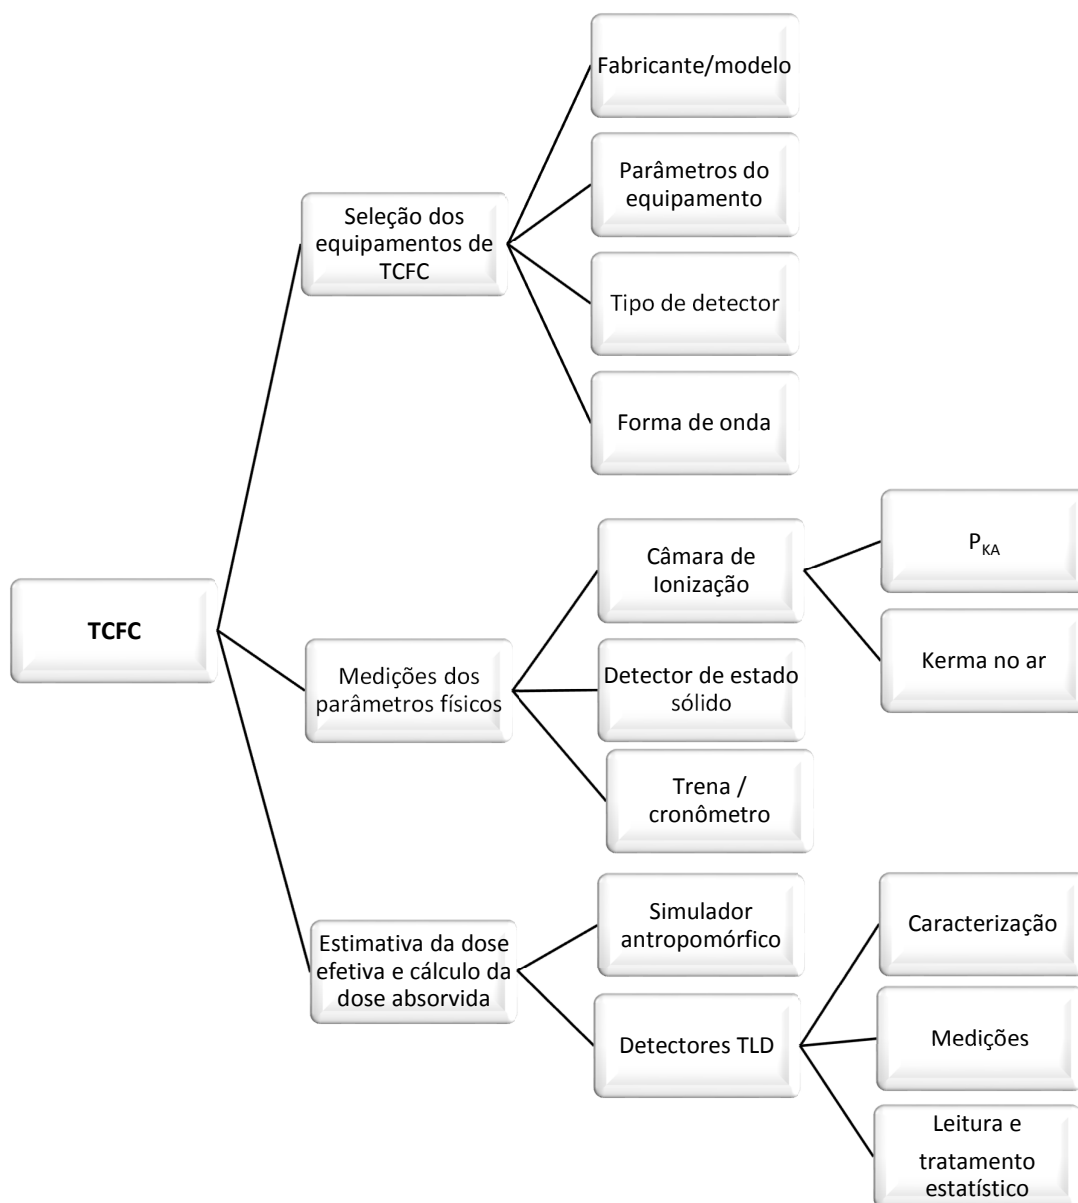 Fabricante/modelo
Parâmetros do
equipamento
Seleção dos
equipamentos de
TCFC
Tipo de detector
Forma de onda
Câmara de
Ionização
P_KA
TCFC
Medições dos
parâmetros físicos
Detector de estado
sólido
Kerma no ar
Trena /
cronômetro
Simulador
antropomórfico
Caracterização
Estimativa da dose
efetiva e cálculo da
dose absorvida
Detectores TLD
Medições
Leitura e
tratamento
estatístico